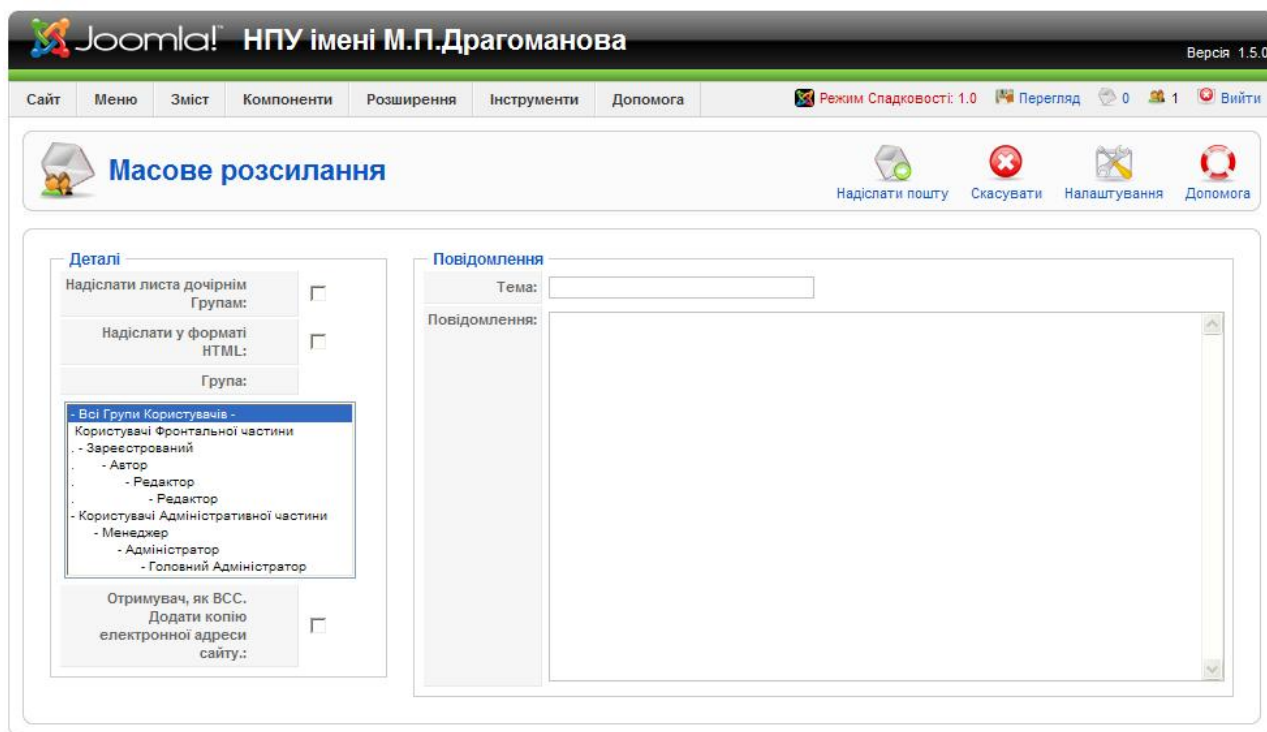 Joomla!™ НПУ імені М.П.Драгоманова
Версія 1.5.0
Сайт Меню Зміст Компоненти Розширення Інструменти Допомога Режим Спадковості: 1.0 Перегляд 0 1 Вийти
Масове розсилання
Надіслати пошту Скасувати Налаштування Допомога
Деталі
Надіслати листа дочірнім
Групам:
Надіслати у форматі
HTML:
Група:
- Всі Групи Користувачів -
Користувачі Фронтальної частини
. - Зареєстрований
. - Автор
. - Редактор
. - Редактор
- Користувачі Адміністративної частини
- Менеджер
- Адміністратор
- Головний Адміністратор
Отримувач, як BCC.
Додати копію
електронної адреси
сайту.:
Повідомлення
Тема:
Повідомлення: